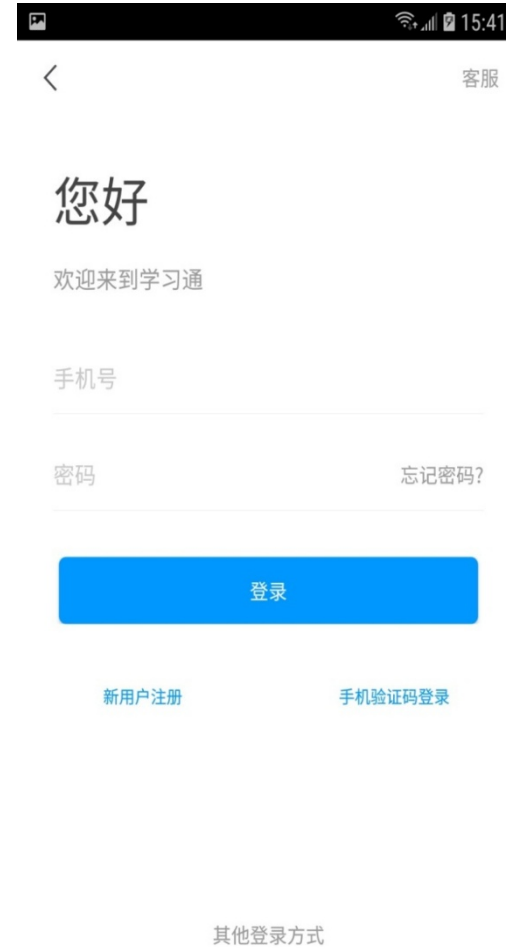 15:41
客服
您好
欢迎来到学习通
手机号
密码 忘记密码?
登录
新用户注册 手机验证码登录
其他登录方式